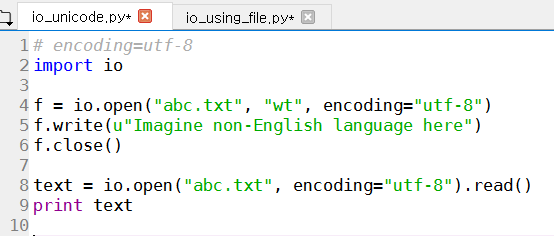 io_unicode.py* io_using_file.py*
1 # encoding=utf-8
2 import io
3
4 f = io.open("abc.txt", "wt", encoding="utf-8")
5 f.write(u"Imagine non-English language here")
6 f.close()
7
8 text = io.open("abc.txt", encoding="utf-8").read()
9 print text
10